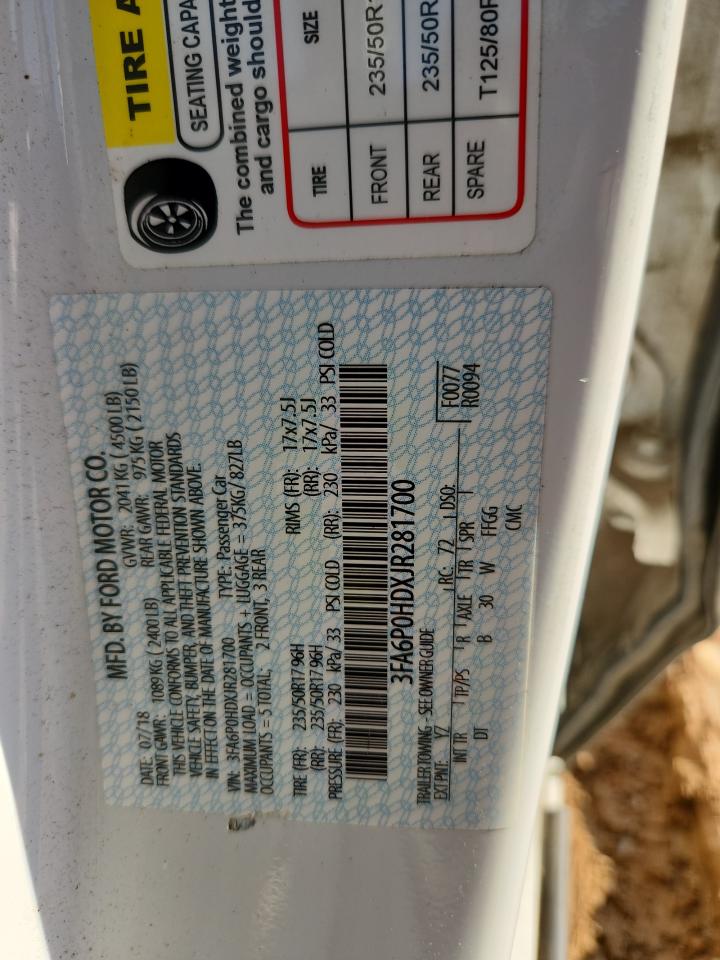 TIRE A
SEATING CAPA
The combined weight
and cargo should
TIRE SIZE
FRONT 235/50R1
REAR 235/50R
SPARE T125/80R
MFD. BY FORD MOTOR CO.
DATE: 07/18 GVWR: 2041 KG ( 4500 LB)
FRONT GAWR: 1089KG ( 2400 LB) REAR GAWR: 975 KG ( 2150 LB)
THIS VEHICLE CONFORMS TO ALL APPLICABLE FEDERAL MOTOR
VEHICLE SAFETY, BUMPER, AND THEFT PREVENTION STANDARDS
IN EFFECT ON THE DATE OF MANUFACTURE SHOWN ABOVE.
VIN: 3FA6P0HDXJR281700 TYPE: Passenger Car
MAXIMUM LOAD = OCCUPANTS + LUGGAGE = 375KG/ 827LB
OCCUPANTS = 5 TOTAL, 2 FRONT, 3 REAR
TIRE (FR): 235/50R17 96H RIMS (FR): 17x7.5J
(RR): 235/50R17 96H (RR): 17x7.5J
PRESSURE (FR): 230 kPa/ 33 PSI COLD (RR): 230 kPa/ 33 PSI COLD
3FA6P0HDXJR281700
TRAILER TOWING - SEE OWNER GUIDE F0077
EXT PNT: YZ RC: 72 DSO: R0094
INT TR TP/PS R AXLE TR SPR
DT B 30 W FFGG
CMC